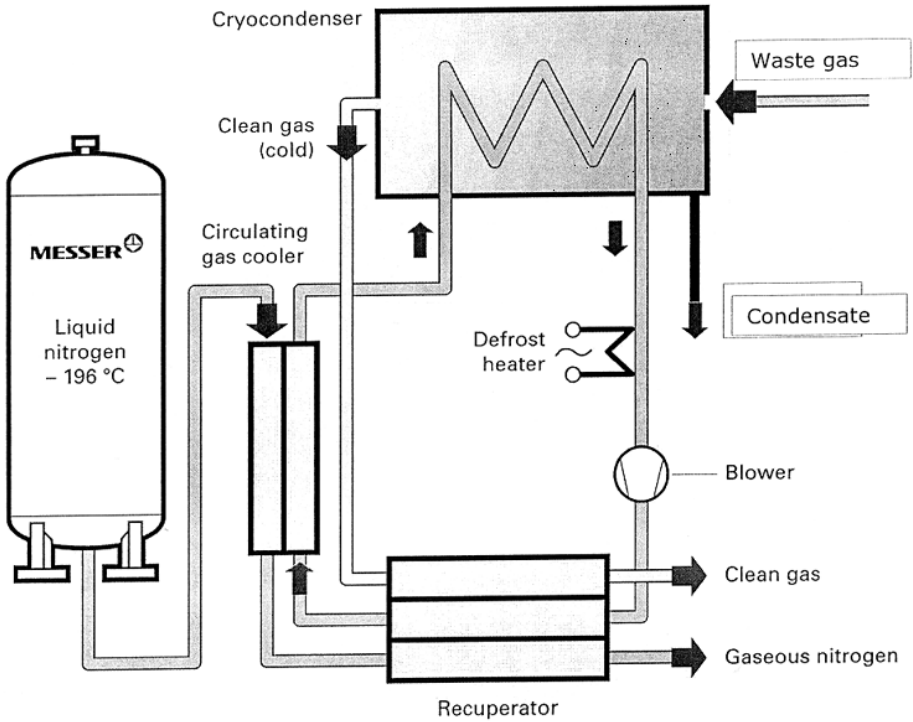 Cryocondenser
Waste gas
Clean gas
(cold)
MESSER
Circulating
gas cooler
Liquid
nitrogen
– 196 °C
Defrost
heater
Condensate
Blower
Clean gas
Gaseous nitrogen
Recuperator